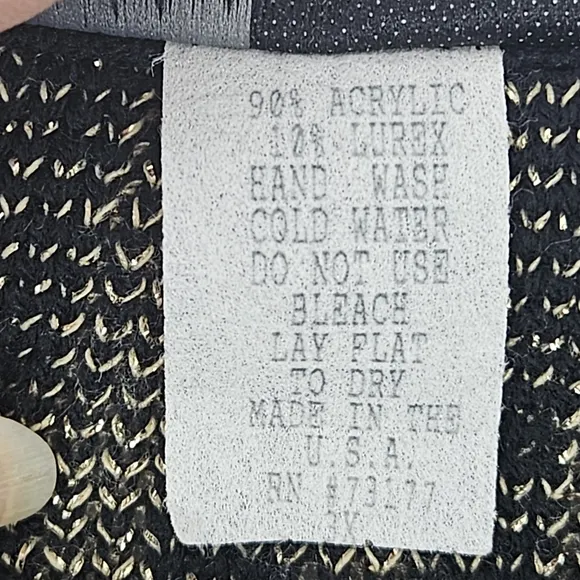 90% ACRYLIC
10% LUREX
HAND WASH
COLD WATER
DO NOT USE
BLEACH
LAY FLAT
TO DRY
MADE IN THE
U.S.A.
RN #73177